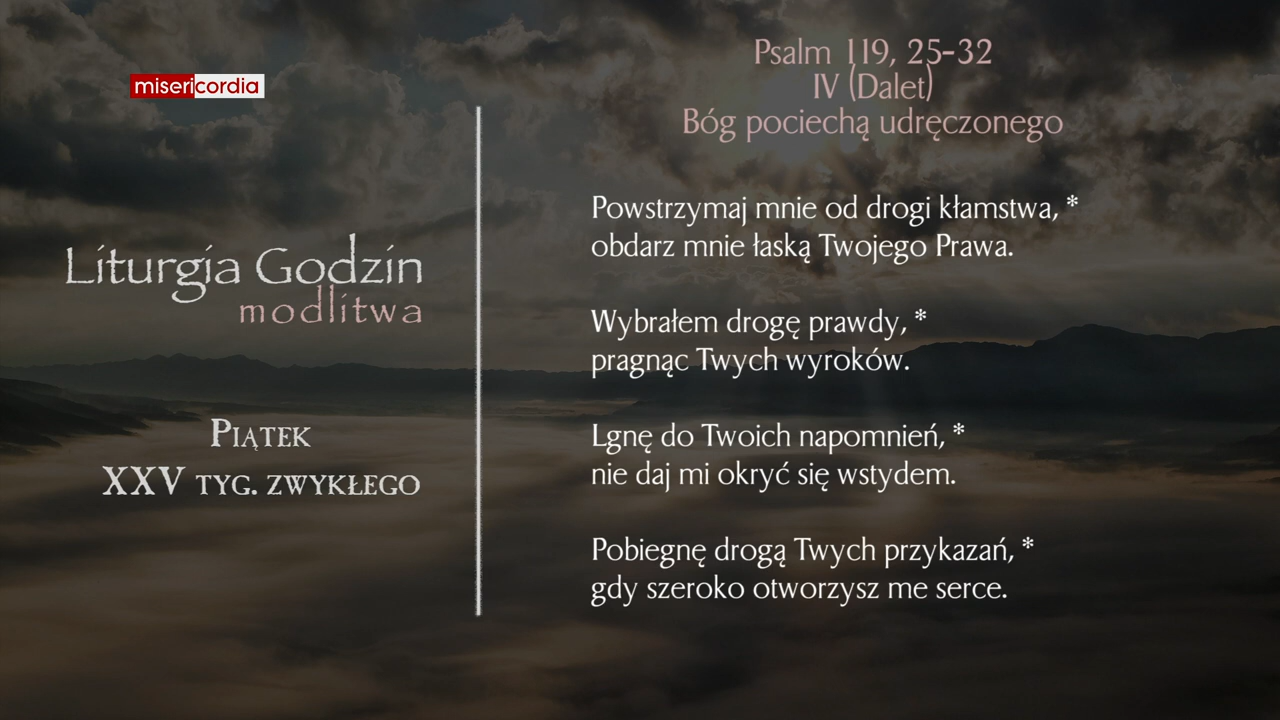 misericordia
Liturgia Godzin
modlitwa
Piątek
XXV tyg. zwykłego
Psalm 119, 25-32
IV (Dalet)
Bóg pociechą udręczonego
Powstrzymaj mnie od drogi kłamstwa, *
obdarz mnie łaską Twojego Prawa.
Wybrałem drogę prawdy, *
pragnąc Twych wyroków.
Lgnę do Twoich napomnień, *
nie daj mi okryć się wstydem.
Pobiegnę drogą Twych przykazań, *
gdy szeroko otworzysz me serce.